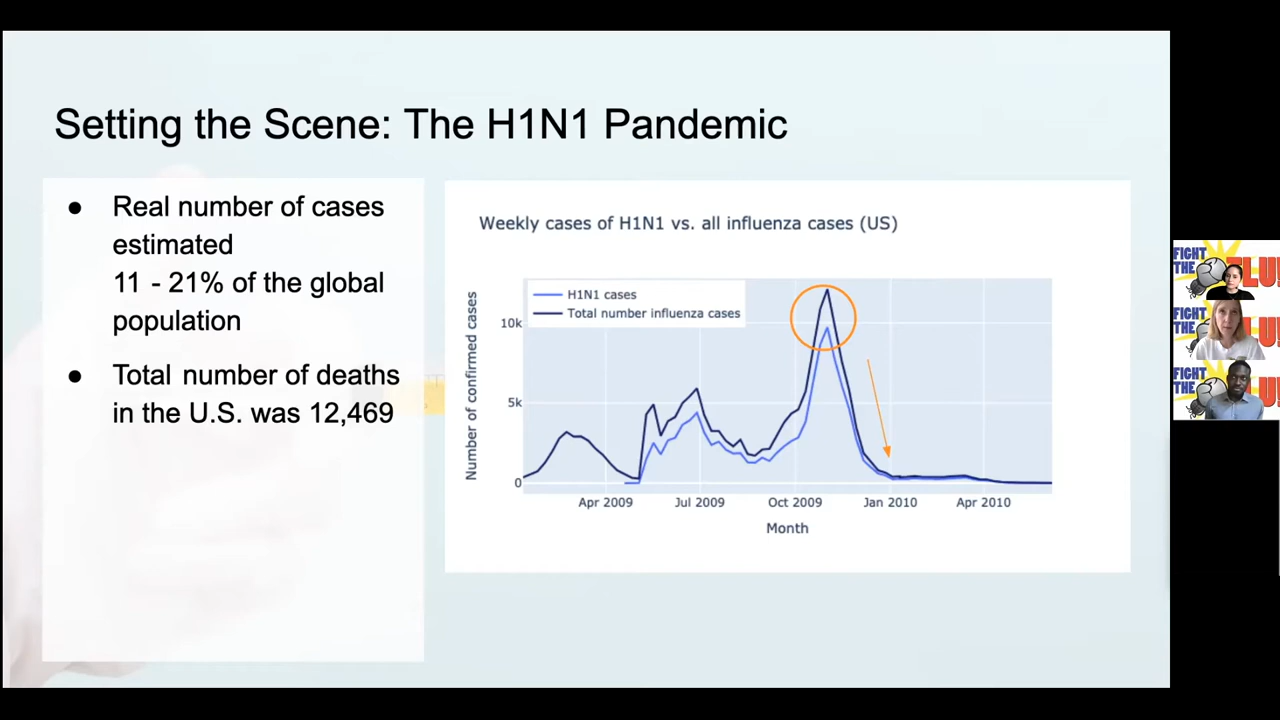 Setting the Scene: The H1N1 Pandemic
● Real number of cases
estimated
11 - 21% of the global
population
● Total number of deaths
in the U.S. was 12,469
Weekly cases of H1N1 vs. all influenza cases (US)
H1N1 cases
Total number influenza cases
Number of confirmed cases
10k
5k
0
Apr 2009
Jul 2009
Oct 2009
Jan 2010
Apr 2010
Month
FIGHT
THE
FLU!
FIGHT
THE
U!
FIGHT
THE
U!